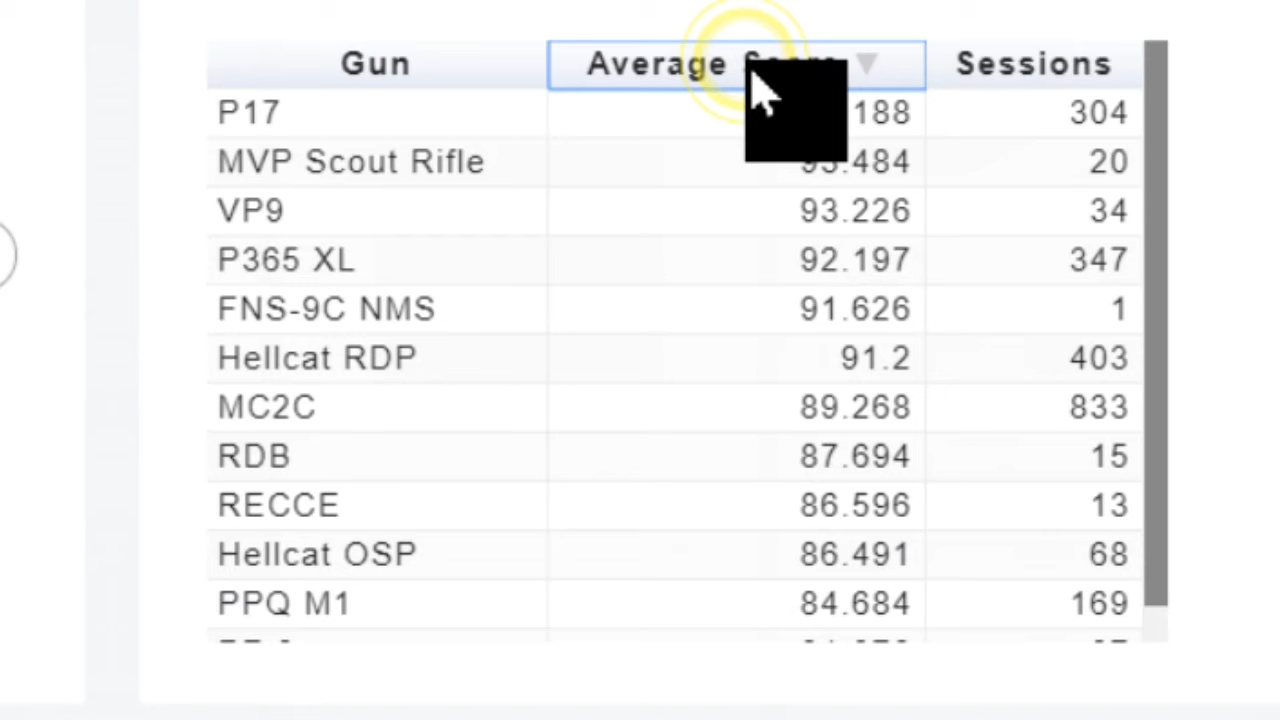 Gun Average Sessions
P17 188 304
MVP Scout Rifle .484 20
VP9 93.226 34
P365 XL 92.197 347
FNS-9C NMS 91.626 1
Hellcat RDP 91.2 403
MC2C 89.268 833
RDB 87.694 15
RECCE 86.596 13
Hellcat OSP 86.491 68
PPQ M1 84.684 169